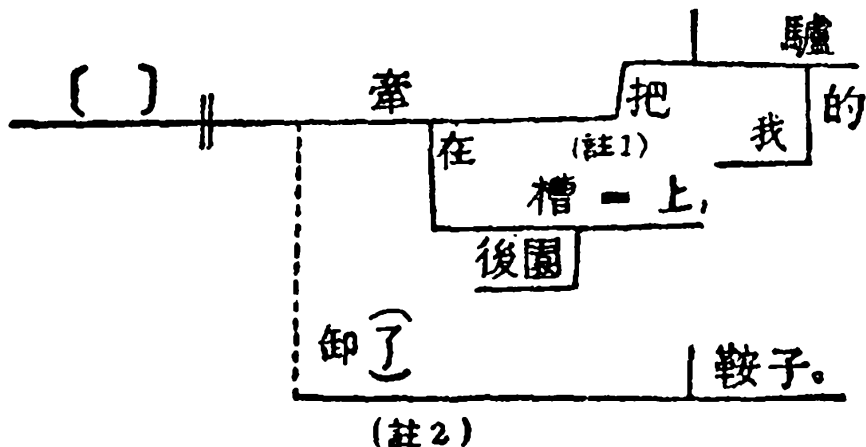 驢
〔 〕 牽 把 的
在 (註1) 我
槽 = 上,
後園
卸(了) 鞍子。
(註2)